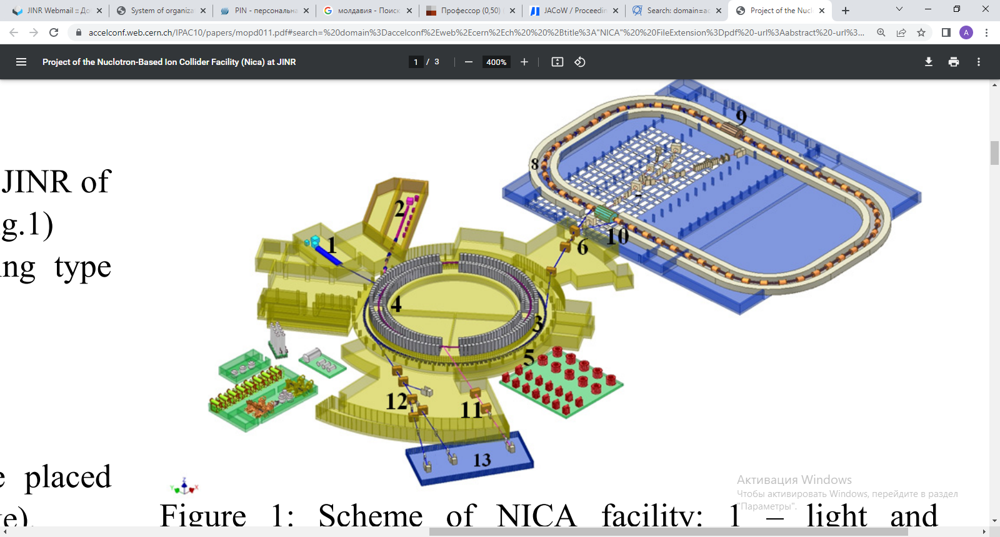 JINR Webmail :: До
System of organiza
PIN - персональна
молдавия - Поиск
Профессор (0,50)
JACoW / Proceedin
Search: domain=ac
Project of the Nucl
accelconf.web.cern.ch/IPAC10/papers/mopd011.pdf#search=%20domain%3Daccelconf%2Eweb%2Ecern%2Ech%20%20%2Btitle%3A"NICA"%20%20FileExtension%3Dpdf%20-url%3Aabstract%20-url%3...
A
Project of the Nuclotron-Based Ion Collider Facility (Nica) at JINR
1 / 3
400%
9
8
JINR of
7
2
g.1)
10
1
6
ing type
4
3
5
12
11
13
e placed
Z
Y X
Активация Windows
Чтобы активировать Windows, перейдите в раздел
"Параметры".
Figure 1: Scheme of NICA facility: 1 – light and